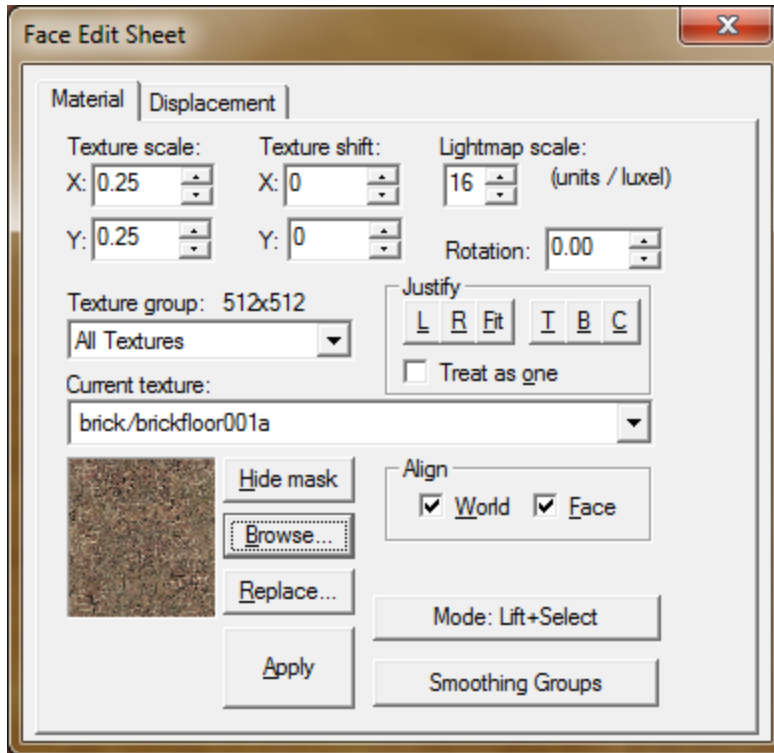 Face Edit Sheet
Material Displacement
Texture scale: Texture shift: Lightmap scale:
X: 0.25 X: 0 16 (units / luxel)
Y: 0.25 Y: 0 Rotation: 0.00
Texture group: 512x512 Justify
All Textures L R Fit T B C
Treat as one
Current texture:
brick/brickfloor001a
Hide mask Align
Browse... World Face
Replace...
Mode: Lift+Select
Apply
Smoothing Groups